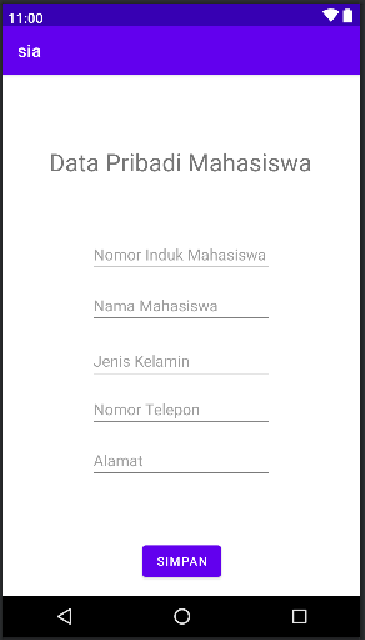 11:00
sia
Data Pribadi Mahasiswa
Nomor Induk Mahasiswa
Nama Mahasiswa
Jenis Kelamin
Nomor Telepon
Alamat
SIMPAN